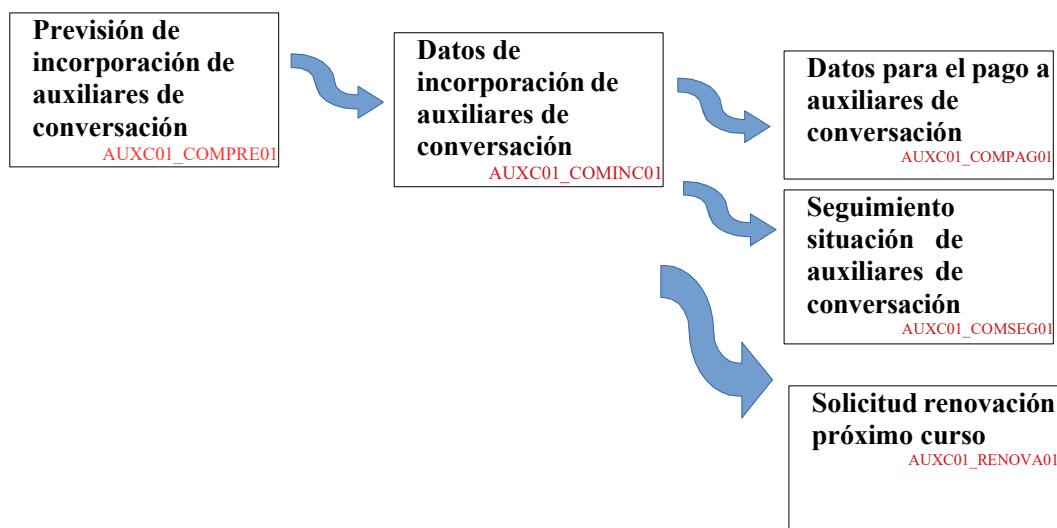 Previsión de
incorporación de
auxiliares de
conversación
AUXC01_COMPRE01
Datos de
incorporación de
auxiliares de
conversación
AUXC01_COMINC01
Datos para el pago a
auxiliares de
conversación
AUXC01_COMPAG01
Seguimiento
situación de
auxiliares de
conversación
AUXC01_COMSEG01
Solicitud renovación
próximo curso
AUXC01_RENOVA01